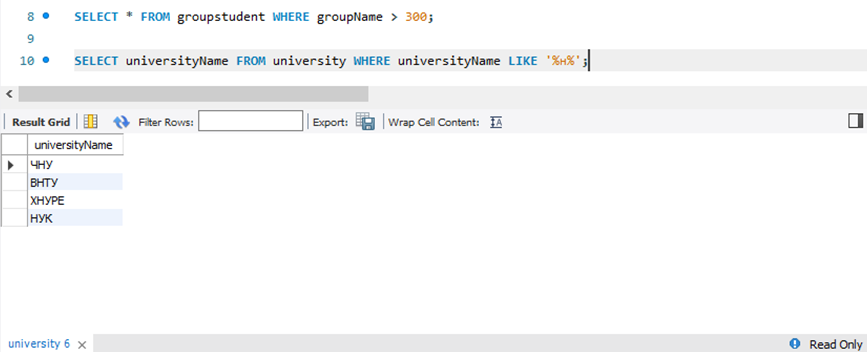 8 SELECT * FROM groupstudent WHERE groupName > 300;
9
10 SELECT universityName FROM university WHERE universityName LIKE '%н%';
Result Grid Filter Rows: Export: Wrap Cell Content:
universityName
ЧНУ
ВНТУ
ХНУРЕ
НУК
university 6 Read Only